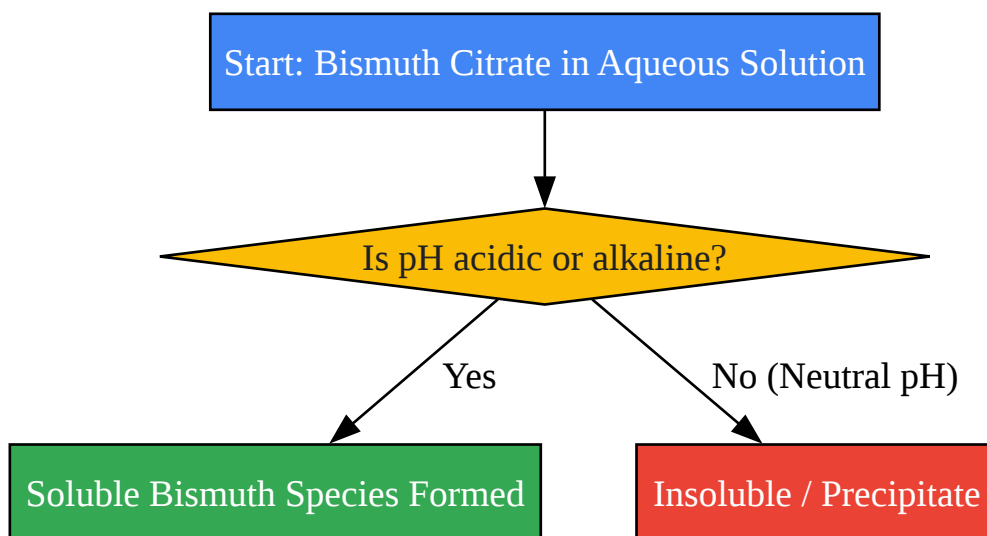 Start: Bismuth Citrate in Aqueous Solution
Is pH acidic or alkaline?
Yes
No (Neutral pH)
Soluble Bismuth Species Formed
Insoluble / Precipitate